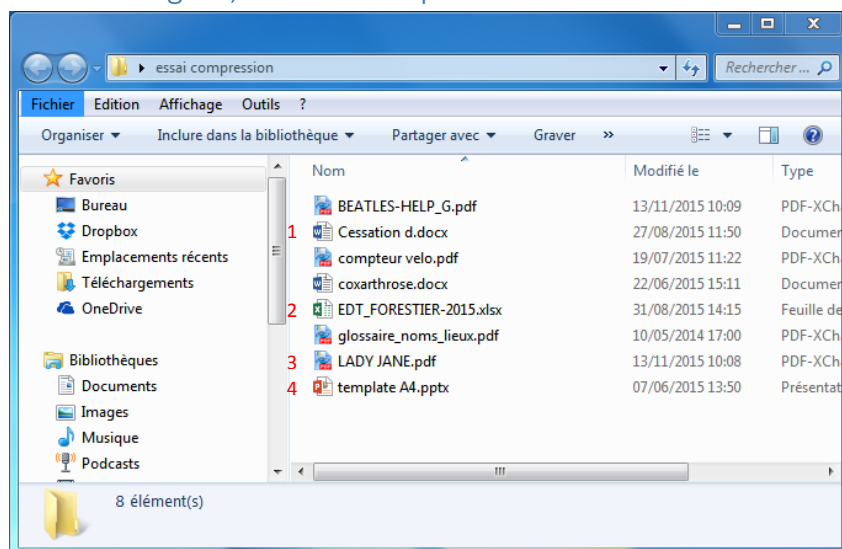 essai compression
Rechercher ...
Fichier Edition Affichage Outils ?
Organiser Inclure dans la bibliothèque Partager avec Graver »
Favoris
Bureau
Dropbox
Emplacements récents
Téléchargements
OneDrive
Bibliothèques
Documents
Images
Musique
Podcasts
Nom Modifié le Type
BEATLES-HELP_G.pdf 13/11/2015 10:09 PDF-XCh
1 Cessation d.docx 27/08/2015 11:50 Documen
compteur velo.pdf 19/07/2015 11:22 PDF-XCh
coxarthrose.docx 22/06/2015 15:11 Documen
2 EDT_FORESTIER-2015.xlsx 31/08/2015 14:15 Feuille de
glossaire_noms_lieux.pdf 10/05/2014 17:00 PDF-XCh
3 LADY JANE.pdf 13/11/2015 10:08 PDF-XCh
4 template A4.pptx 07/06/2015 13:50 Présentat
8 élément(s)